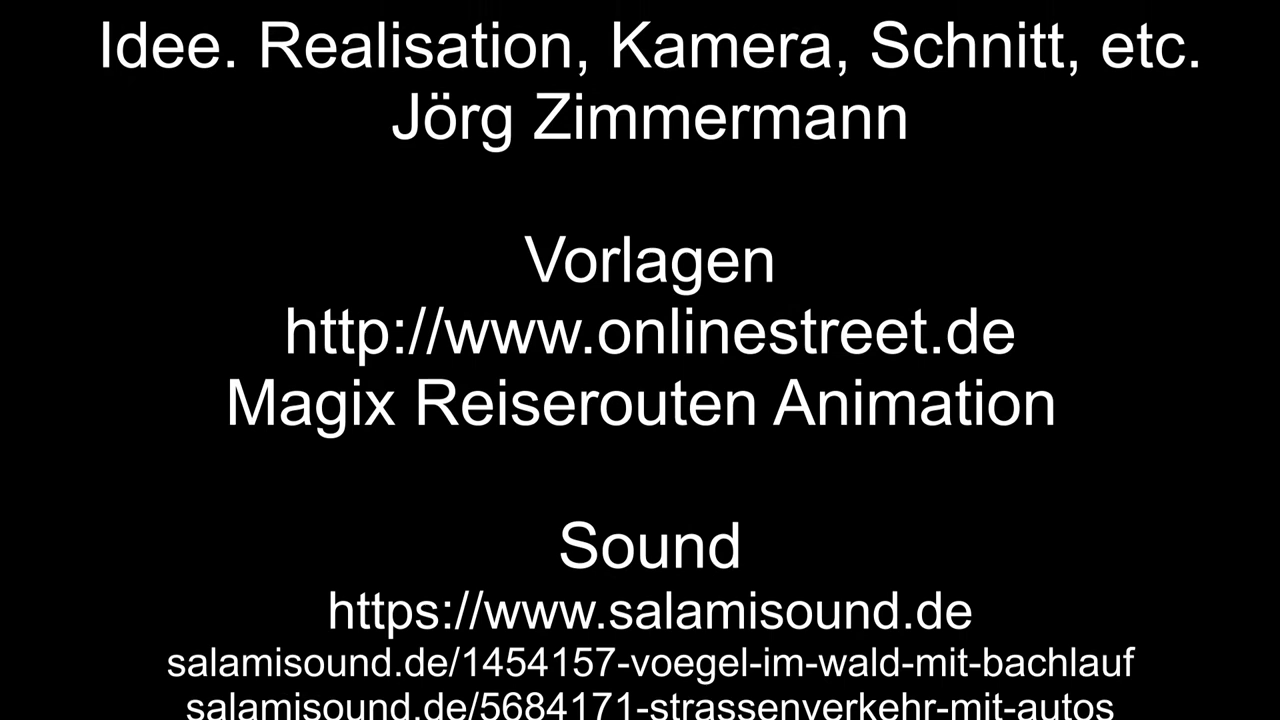 Idee. Realisation, Kamera, Schnitt, etc.
Jörg Zimmermann
Vorlagen
http://www.onlinestreet.de
Magix Reiserouten Animation
Sound
https://www.salamisound.de
salamisound.de/1454157-voegel-im-wald-mit-bachlauf
salamisound.de/5684171-strassenverkehr-mit-autos